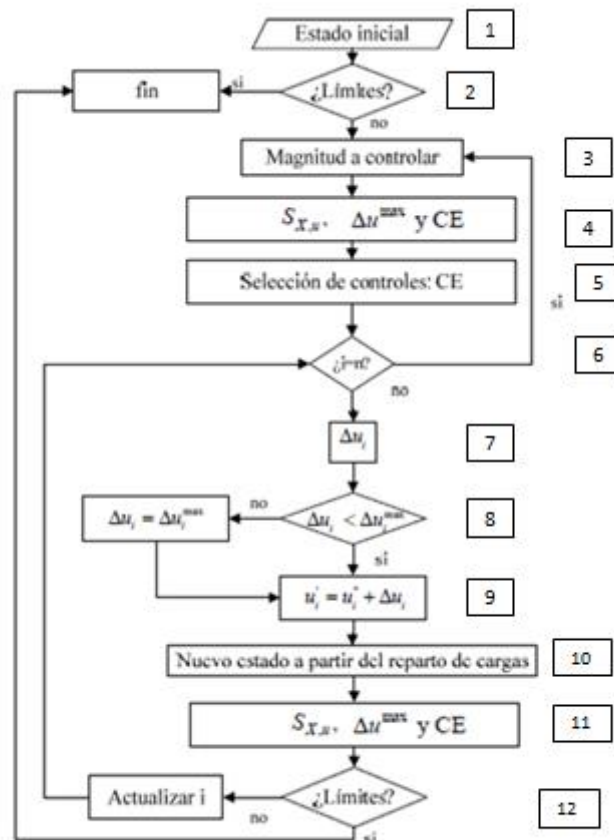 Estado inicial
1
fin
si
¿Límites?
2
no
Magnitud a controlar
3
S_{X,u}, Δu^{max} y CE
4
Selección de controles: CE
5
si
¿i=n?
6
no
Δu_i
7
Δu_i = Δu_i^{max}
no
Δu_i < Δu_i^{max}
8
si
u_i' = u_i^{\circ} + Δu_i
9
Nuevo estado a partir del reparto de cargas
10
S_{X,u}, Δu^{max} y CE
11
Actualizar i
no
¿Límites?
12
si